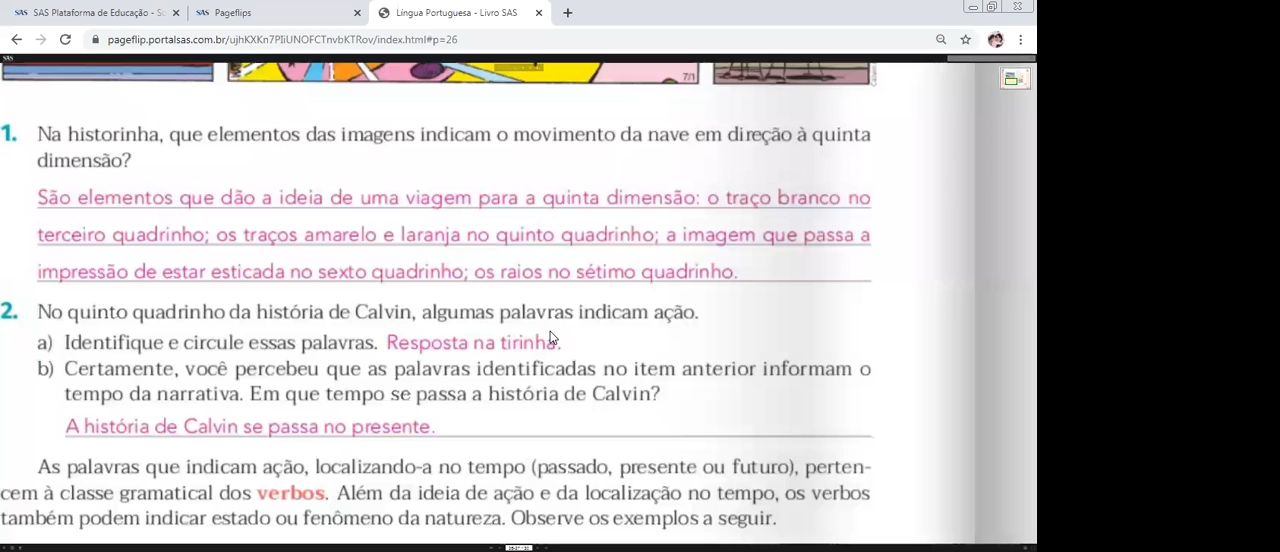 SAS SAS Plataforma de Educação - S
SAS Pageflips
Língua Portuguesa - Livro SAS
pageflip.portalsas.com.br/ujhKXKn7PIiUNOFCTnvbKTRov/index.html#p=26
SAS
7/1
1. Na historinha, que elementos das imagens indicam o movimento da nave em direção à quinta
dimensão?
São elementos que dão a ideia de uma viagem para a quinta dimensão: o traço branco no
terceiro quadrinho; os traços amarelo e laranja no quinto quadrinho; a imagem que passa a
impressão de estar esticada no sexto quadrinho; os raios no sétimo quadrinho.
2. No quinto quadrinho da história de Calvin, algumas palavras indicam ação.
a) Identifique e circule essas palavras. Resposta na tirinha.
b) Certamente, você percebeu que as palavras identificadas no item anterior informam o
tempo da narrativa. Em que tempo se passa a história de Calvin?
A história de Calvin se passa no presente.
As palavras que indicam ação, localizando-a no tempo (passado, presente ou futuro), perten-
cem à classe gramatical dos verbos. Além da ideia de ação e da localização no tempo, os verbos
também podem indicar estado ou fenômeno da natureza. Observe os exemplos a seguir.